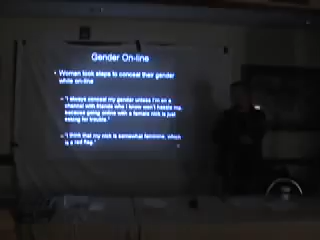 Gender On-line
• Women took steps to conceal their gender
while on-line
– "I always conceal my gender unless I'm on a
channel with friends who I know won't hassle me,
because going online with a female nick is just
asking for trouble."
– "I think that my nick is somewhat feminine, which
is a red flag."